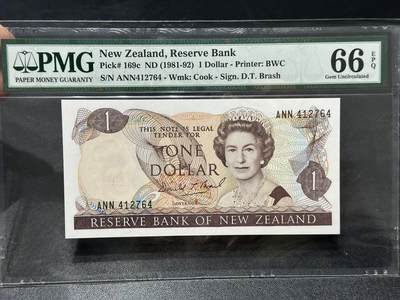 PMG
PAPER MONEY GUARANTY
New Zealand, Reserve Bank
Pick# 169c ND (1981-92) 1 Dollar - Printer: BWC
S/N ANN412764 - Wmk: Cook - Sign. D.T. Brash
66 EPQ
Gem Uncirculated
1
THIS NOTE IS LEGAL
TENDER FOR
ANN 412764
ONE
DOLLAR
GOVERNOR
1
ANN 412764
RESERVE BANK OF NEW ZEALAND